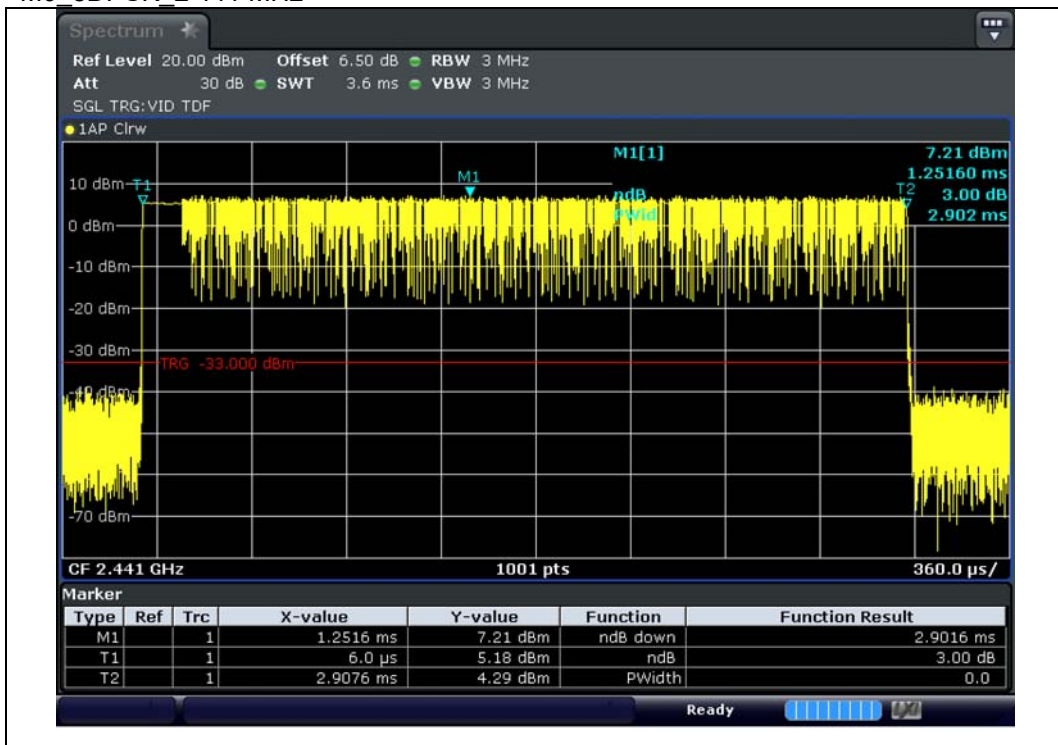 Spectrum
Ref Level 20.00 dBm Offset 6.50 dB RBW 3 MHz
Att 30 dB SWT 3.6 ms VBW 3 MHz
SGL TRG:VID TDF
1AP Clrw
M1[1] 7.21 dBm
1.25160 ms
ndB 3.00 dB
PWid 2.902 ms
M1
T1
T2
10 dBm
0 dBm
-10 dBm
-20 dBm
-30 dBm
TRG -33.000 dBm
-40 dBm
-70 dBm
CF 2.441 GHz 1001 pts 360.0 µs/
Marker
Type Ref Trc X-value Y-value Function Function Result
M1 1 1.2516 ms 7.21 dBm ndB down 2.9016 ms
T1 1 6.0 µs 5.18 dBm ndB 3.00 dB
T2 1 2.9076 ms 4.29 dBm PWidth 0.0
Ready
LXI